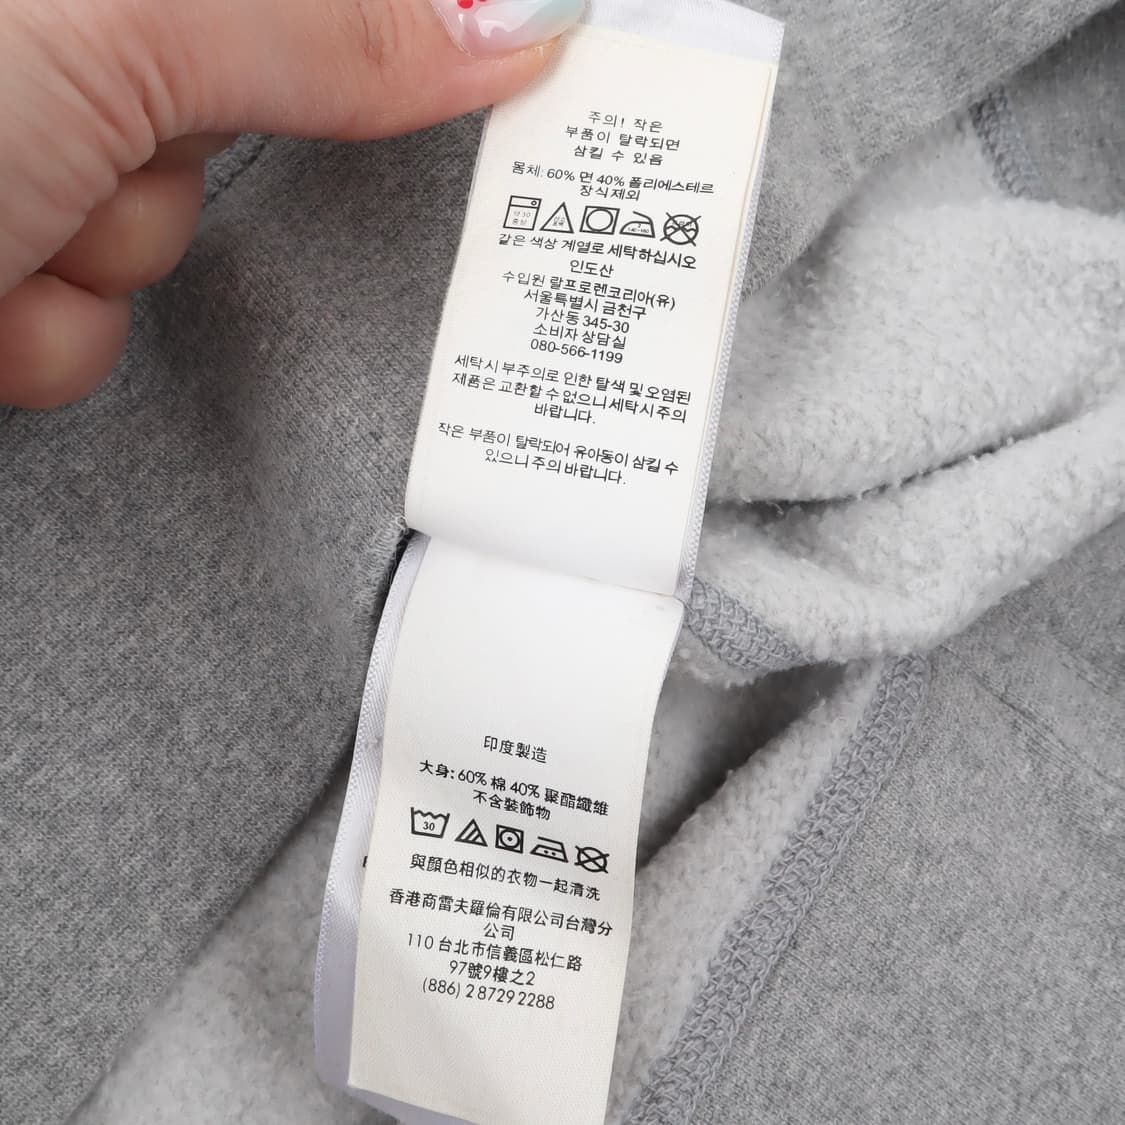 주의! 작은
부품이 탈락되면
삼킬 수 있음
몸체: 60% 면 40% 폴리에스테르
장식제외
같은 색상 계열로 세탁하십시오
인도산
수입원 랄프로렌코리아(유)
서울특별시 금천구
가산동 345-30
소비자 상담실
080-566-1199
세탁시 부주의로 인한 탈색 및 오염된
제품은 교환할 수 없으니 세탁시 주의
바랍니다.
작은 부품이 탈락되어 유아동이 삼킬 수
있으니 주의 바랍니다.
印度製造
大身: 60% 棉 40% 聚酯纖維
不含裝飾物
30
與顏色相似的衣物一起清洗
香港商雷夫羅倫有限公司台灣分
公司
110 台北市信義區松仁路
97號9樓之2
(886) 2 8729 2288